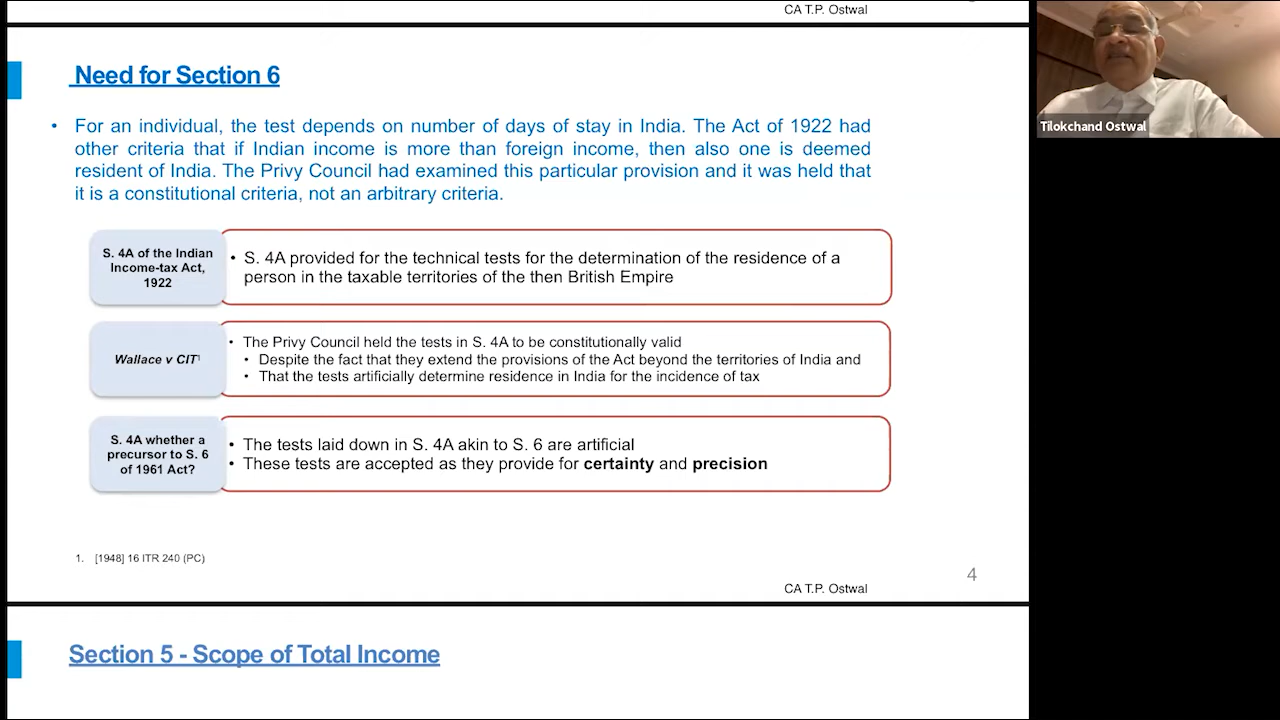 CA T.P. Ostwal
Need for Section 6
• For an individual, the test depends on number of days of stay in India. The Act of 1922 had
other criteria that if Indian income is more than foreign income, then also one is deemed
resident of India. The Privy Council had examined this particular provision and it was held that
it is a constitutional criteria, not an arbitrary criteria.
S. 4A of the Indian
Income-tax Act,
1922
• S. 4A provided for the technical tests for the determination of the residence of a
person in the taxable territories of the then British Empire
Wallace v CIT¹
• The Privy Council held the tests in S. 4A to be constitutionally valid
• Despite the fact that they extend the provisions of the Act beyond the territories of India and
• That the tests artificially determine residence in India for the incidence of tax
S. 4A whether a
precursor to S. 6
of 1961 Act?
• The tests laid down in S. 4A akin to S. 6 are artificial
• These tests are accepted as they provide for certainty and precision
1. [1948] 16 ITR 240 (PC)
4
CA T.P. Ostwal
Section 5 - Scope of Total Income
Tilokchand Ostwal